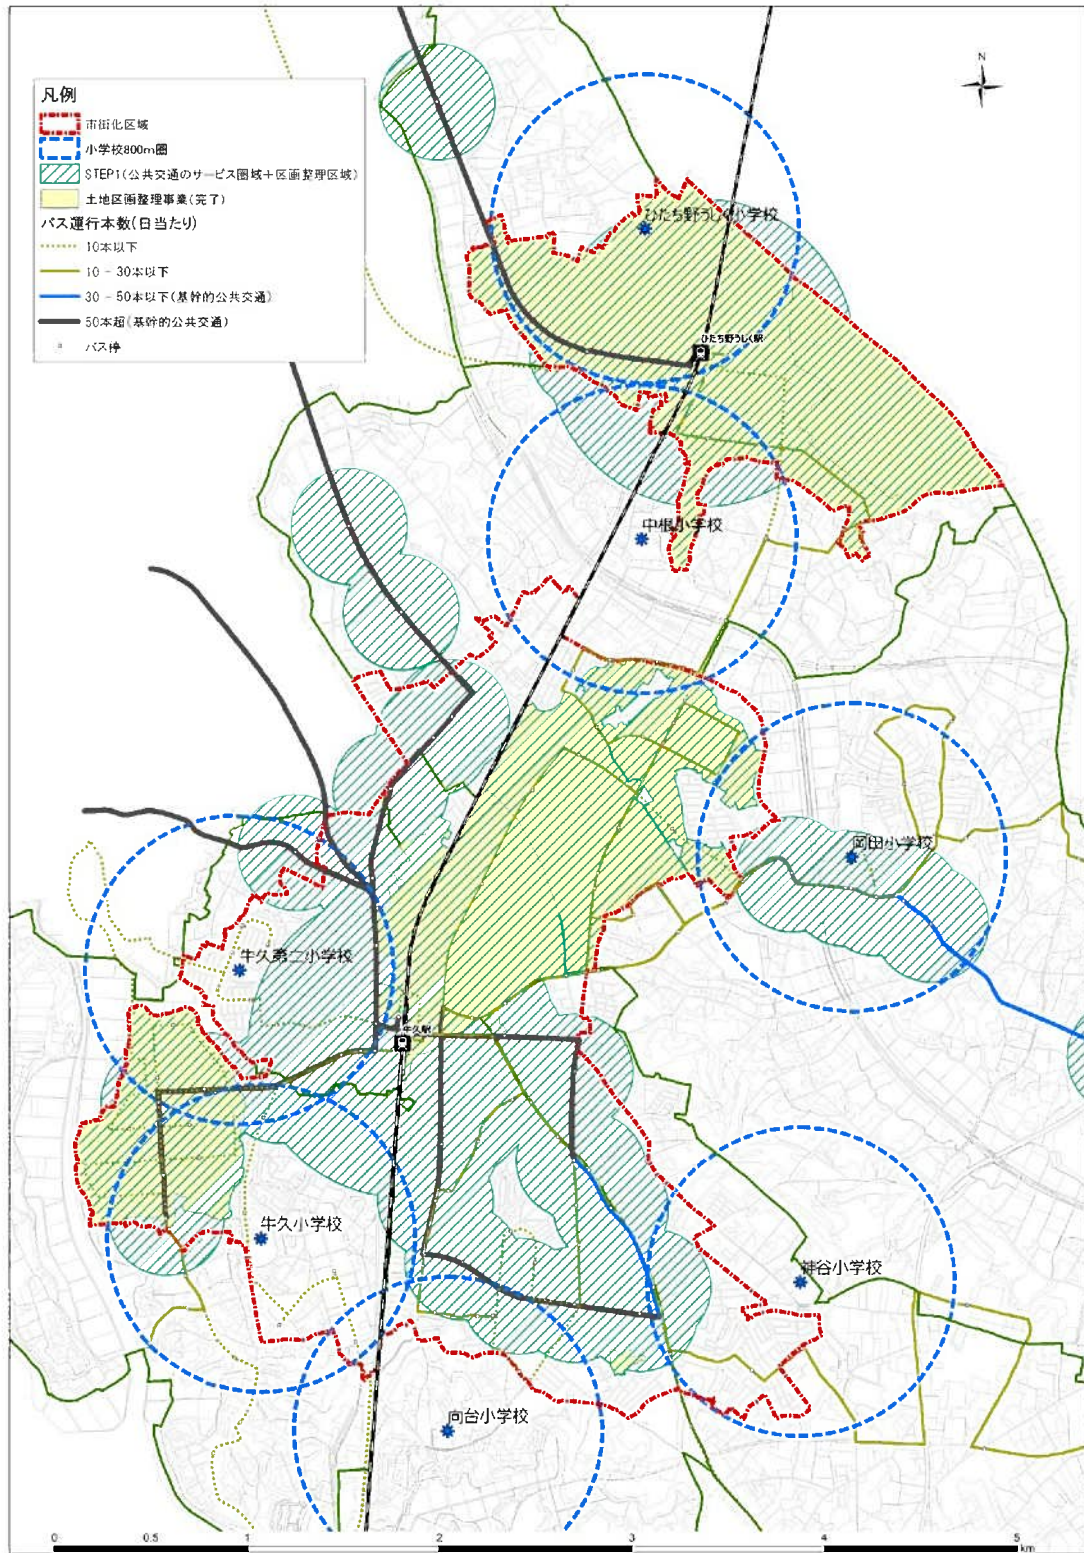 N
凡例
市街化区域
小学校800m圏
STEP1(公共交通のサービス圏域+区画整理区域)
土地区画整理事業(完了)
バス運行本数(日当たり)
10本以下
10 - 30本以下
30 - 50本以下(基幹的公共交通)
50本超(基幹的公共交通)
バス停
ひたち野うしく小学校
ひたち野うしく駅
中根小学校
岡田小学校
牛久第二小学校
牛久駅
牛久小学校
神谷小学校
向台小学校
0 0.5 1 2 3 4 5
km